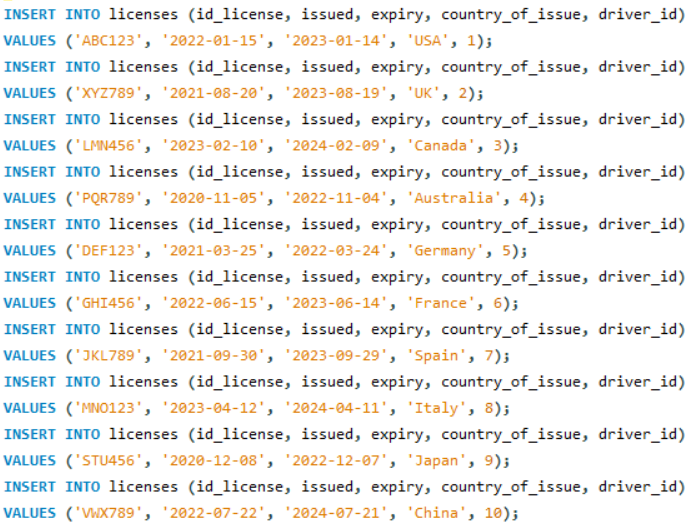 INSERT INTO licenses (id_license, issued, expiry, country_of_issue, driver_id)
VALUES ('ABC123', '2022-01-15', '2023-01-14', 'USA', 1);
INSERT INTO licenses (id_license, issued, expiry, country_of_issue, driver_id)
VALUES ('XYZ789', '2021-08-20', '2023-08-19', 'UK', 2);
INSERT INTO licenses (id_license, issued, expiry, country_of_issue, driver_id)
VALUES ('LMN456', '2023-02-10', '2024-02-09', 'Canada', 3);
INSERT INTO licenses (id_license, issued, expiry, country_of_issue, driver_id)
VALUES ('PQR789', '2020-11-05', '2022-11-04', 'Australia', 4);
INSERT INTO licenses (id_license, issued, expiry, country_of_issue, driver_id)
VALUES ('DEF123', '2021-03-25', '2022-03-24', 'Germany', 5);
INSERT INTO licenses (id_license, issued, expiry, country_of_issue, driver_id)
VALUES ('GHI456', '2022-06-15', '2023-06-14', 'France', 6);
INSERT INTO licenses (id_license, issued, expiry, country_of_issue, driver_id)
VALUES ('JKL789', '2021-09-30', '2023-09-29', 'Spain', 7);
INSERT INTO licenses (id_license, issued, expiry, country_of_issue, driver_id)
VALUES ('MNO123', '2023-04-12', '2024-04-11', 'Italy', 8);
INSERT INTO licenses (id_license, issued, expiry, country_of_issue, driver_id)
VALUES ('STU456', '2020-12-08', '2022-12-07', 'Japan', 9);
INSERT INTO licenses (id_license, issued, expiry, country_of_issue, driver_id)
VALUES ('VWX789', '2022-07-22', '2024-07-21', 'China', 10);